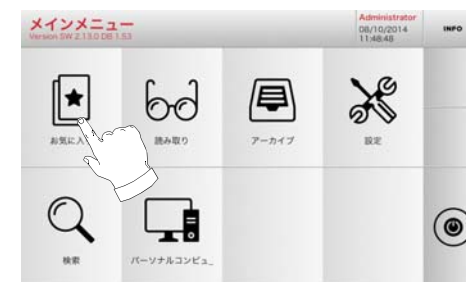 メインメニュー
Version SW 2.13.0 DB 1.53
Administrator
08/10/2014
11:48:48
INFO
お気に入
読み取り
アーカイブ
設定
検索
パーソナルコンピュ_